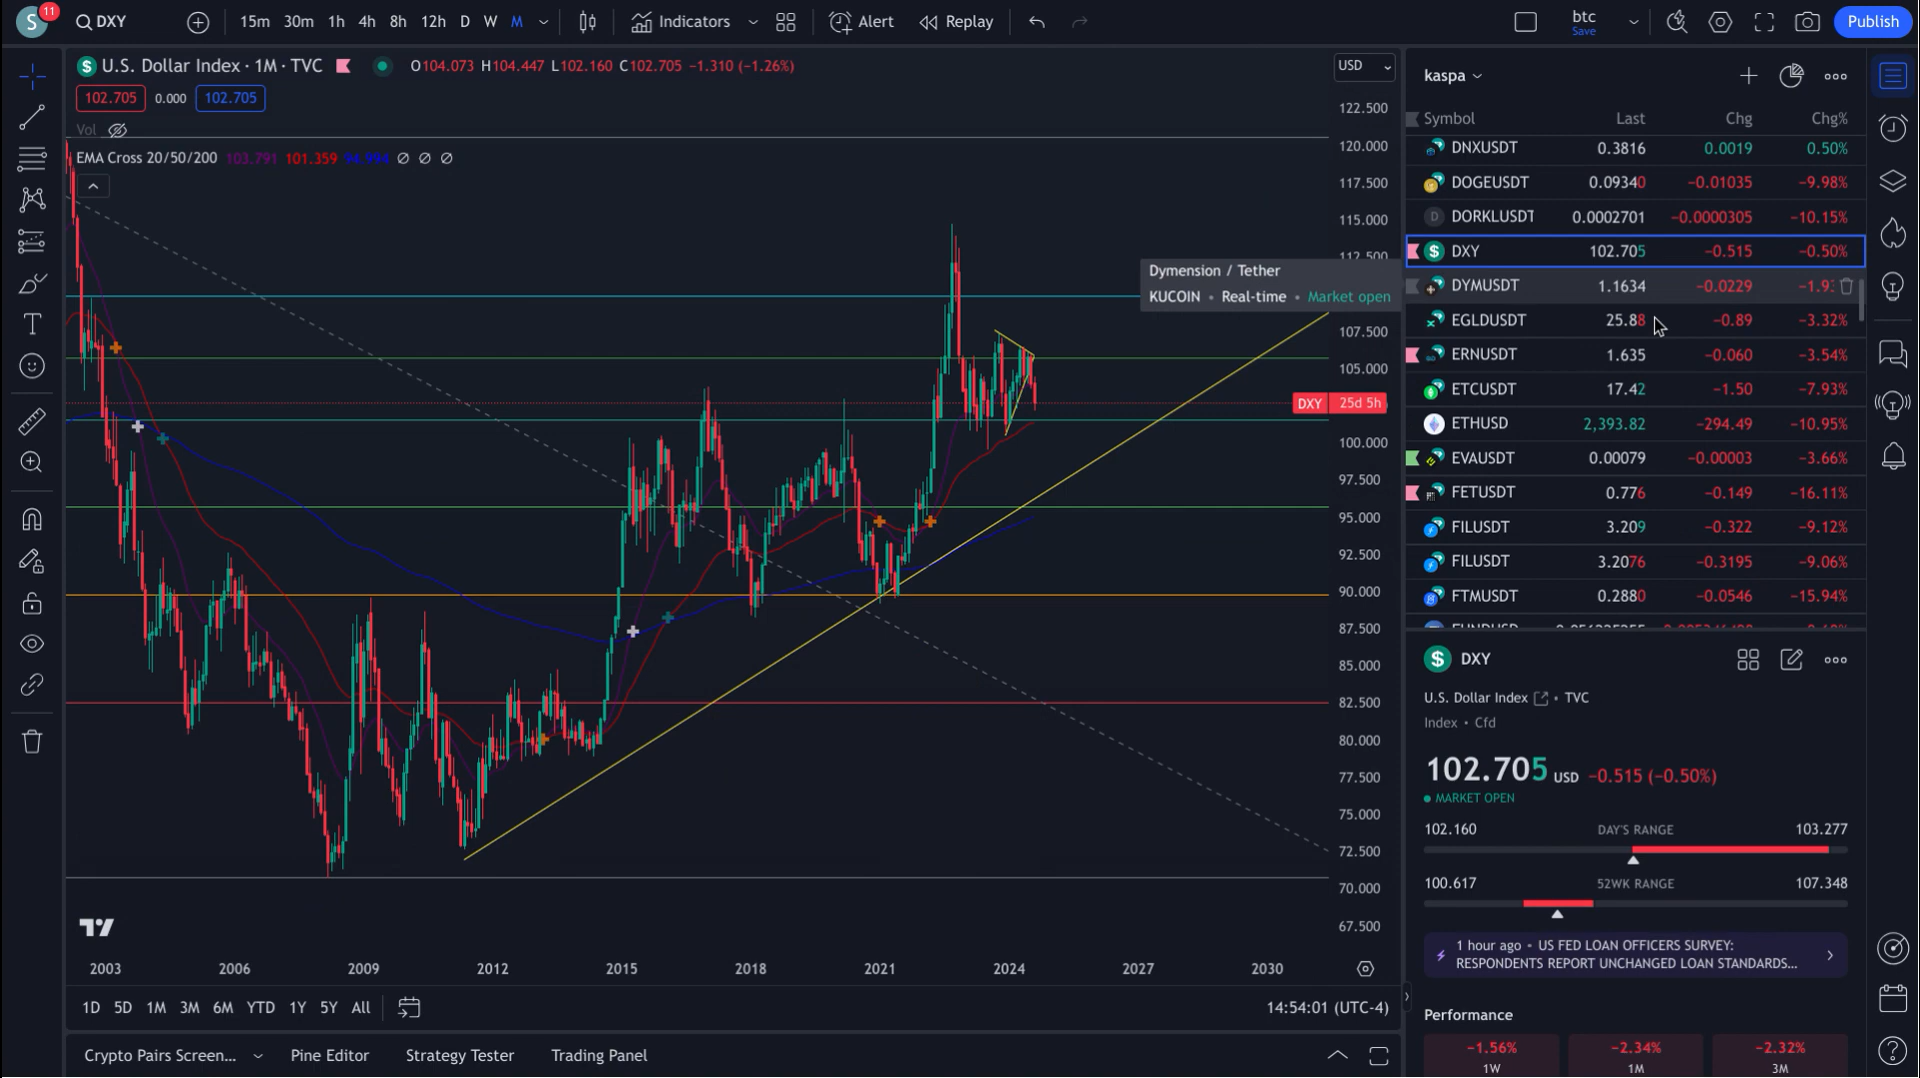 S 11 DXY 15m 30m 1h 4h 8h 12h D W M Indicators Alert Replay btc Save Publish
U.S. Dollar Index · 1M · TVC O104.073 H104.447 L102.160 C102.705 −1.310 (−1.26%) USD
102.705 0.000 102.705
Vol
EMA Cross 20/50/200 103.791 101.359 94.994 Ø Ø Ø
122.500
120.000
117.500
115.000
112.500
107.500
105.000
100.000
97.500
95.000
92.500
90.000
87.500
85.000
82.500
80.000
77.500
75.000
72.500
70.000
67.500
Dymension / Tether
KUCOIN • Real-time • Market open
DXY 25d 5h
2003 2006 2009 2012 2015 2018 2021 2024 2027 2030
1D 5D 1M 3M 6M YTD 1Y 5Y All 14:54:01 (UTC-4)
Crypto Pairs Screen... Pine Editor Strategy Tester Trading Panel
kaspa
Symbol Last Chg Chg%
DNXUSDT 0.3816 0.0019 0.50%
DOGEUSDT 0.09340 −0.01035 −9.98%
D DORKLUSDT 0.0002701 −0.0000305 −10.15%
DXY 102.705 −0.515 −0.50%
DYMUSDT 1.1634 −0.0229 −1.93
EGLDUSDT 25.88 −0.89 −3.32%
ERNUSDT 1.635 −0.060 −3.54%
ETCUSDT 17.42 −1.50 −7.93%
ETHUSD 2,393.82 −294.49 −10.95%
EVAUSDT 0.00079 −0.00003 −3.66%
FETUSDT 0.776 −0.149 −16.11%
FILUSDT 3.209 −0.322 −9.12%
FILUSDT 3.2076 −0.3195 −9.06%
FTMUSDT 0.2880 −0.0546 −15.94%
DXY
U.S. Dollar Index • TVC
Index • Cfd
102.705 USD −0.515 (−0.50%)
MARKET OPEN
102.160 DAY'S RANGE 103.277
100.617 52WK RANGE 107.348
1 hour ago • US FED LOAN OFFICERS SURVEY:
RESPONDENTS REPORT UNCHANGED LOAN STANDARDS...
Performance
−1.56% −2.34% −2.32%
1W 1M 3M